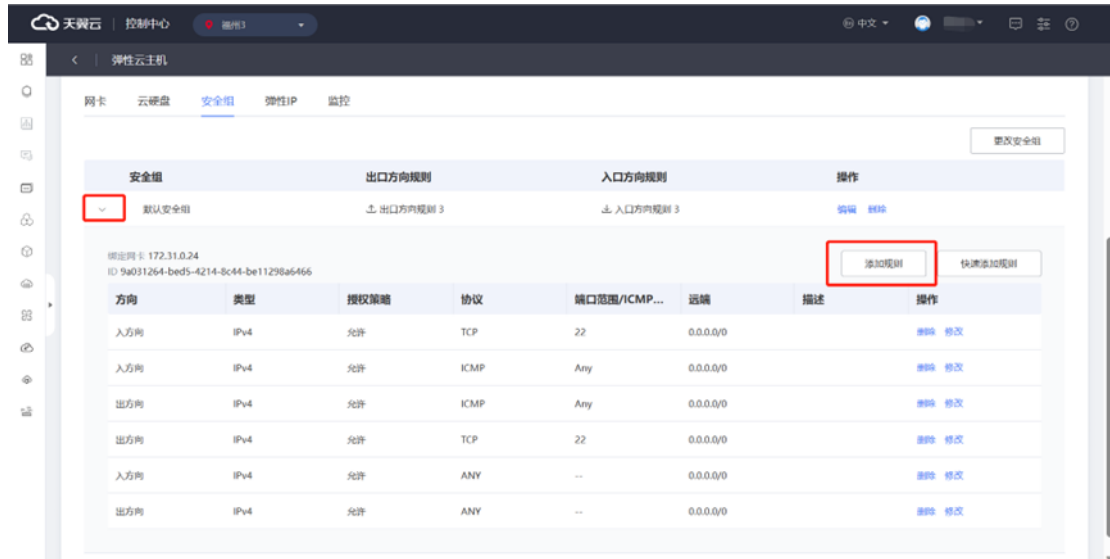 天翼云 | 控制中心 福州3 中文
弹性云主机
网卡 云硬盘 安全组 弹性IP 监控
更改安全组
安全组 出口方向规则 入口方向规则 操作
默认安全组 出口方向规则 3 入口方向规则 3 编辑 删除
绑定网卡 172.31.0.24
ID 9a031264-bed5-4214-8c44-be11298a6466
添加规则 快速添加规则
方向 类型 授权策略 协议 端口范围/ICMP... 远端 描述 操作
入方向 IPv4 允许 TCP 22 0.0.0.0/0 删除 修改
入方向 IPv4 允许 ICMP Any 0.0.0.0/0 删除 修改
出方向 IPv4 允许 ICMP Any 0.0.0.0/0 删除 修改
出方向 IPv4 允许 TCP 22 0.0.0.0/0 删除 修改
入方向 IPv4 允许 ANY -- 0.0.0.0/0 删除 修改
出方向 IPv4 允许 ANY -- 0.0.0.0/0 删除 修改